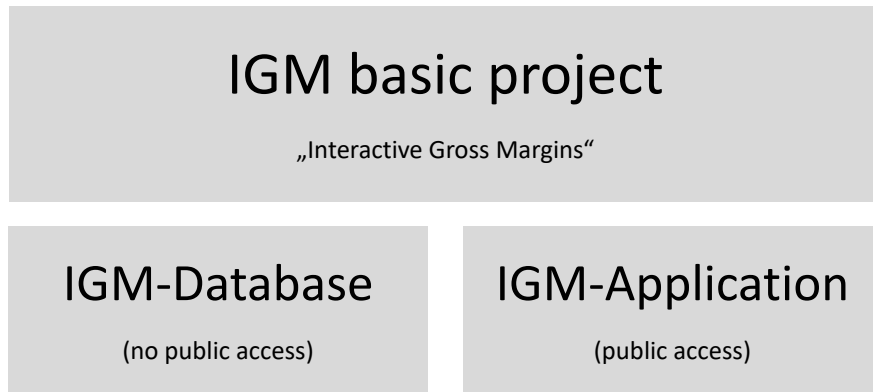 IGM basic project
„Interactive Gross Margins“
IGM-Database
(no public access)
IGM-Application
(public access)